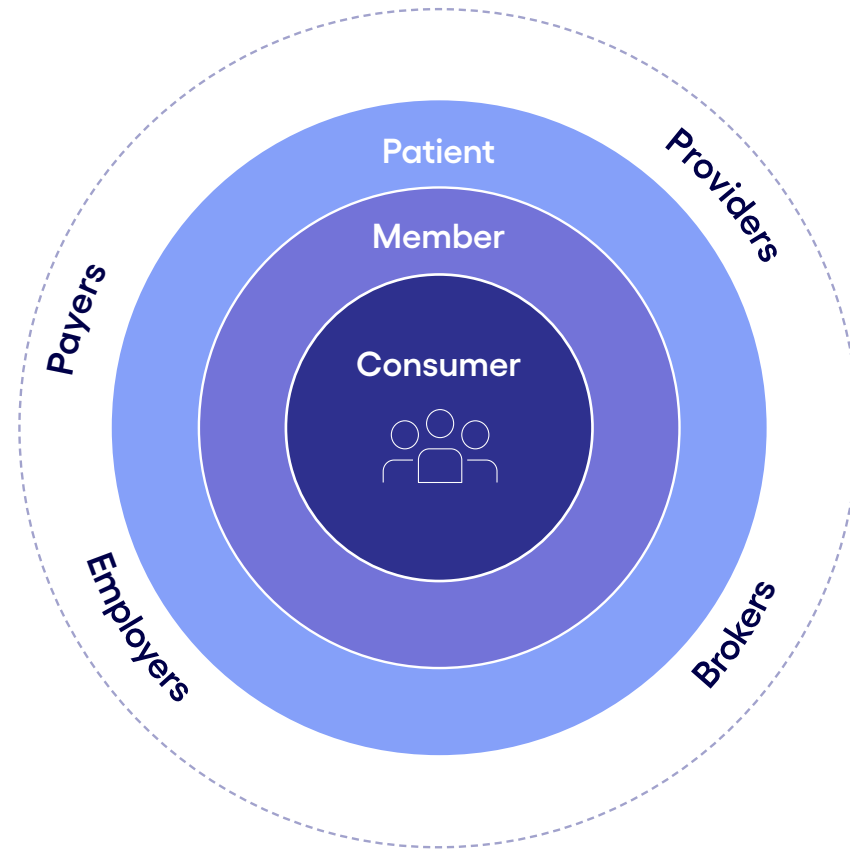 Patient
Member
Consumer
Providers
Payers
Employers
Brokers